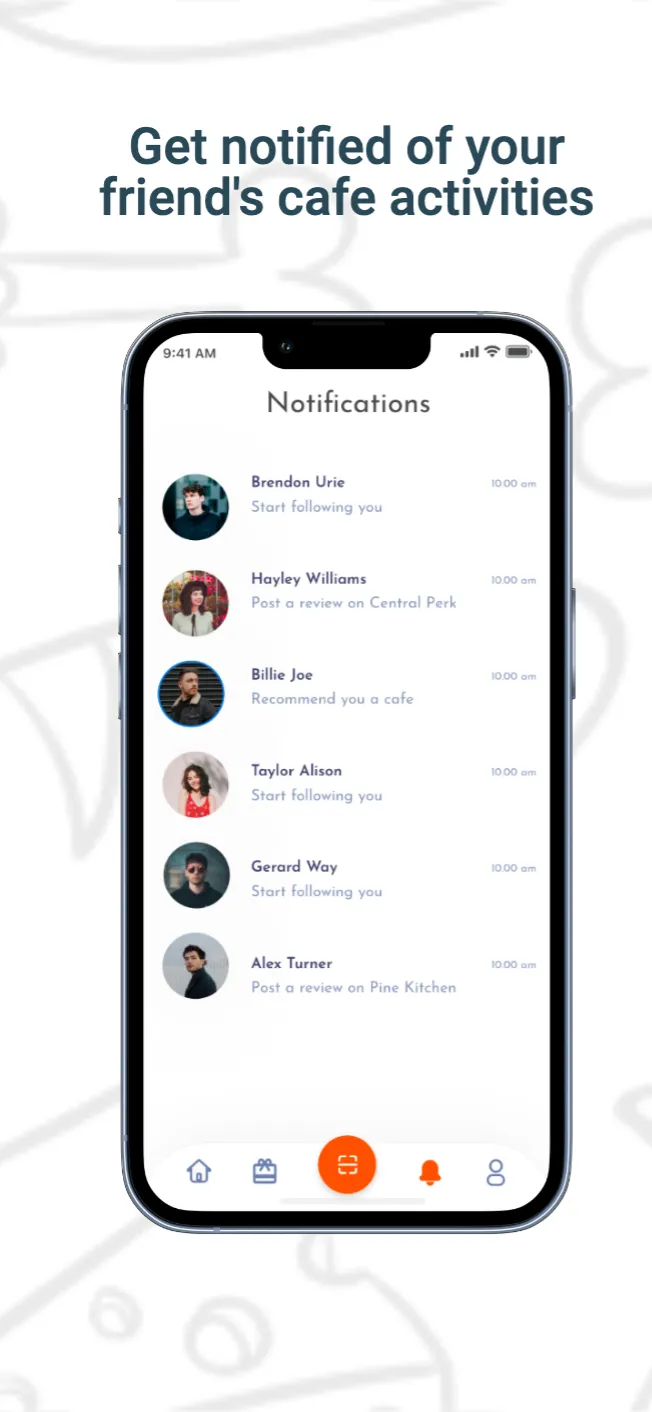 Get notified of your
friend's cafe activities
9:41 AM
Notifications
Brendon Urie 10.00 am
Start following you
Hayley Williams 10.00 am
Post a review on Central Perk
Billie Joe 10.00 am
Recommend you a cafe
Taylor Alison 10.00 am
Start following you
Gerard Way 10.00 am
Start following you
Alex Turner 10.00 am
Post a review on Pine Kitchen